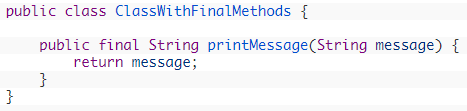 public class ClassWithFinalMethods {
    public final String printMessage(String message) {
        return message;
    }
}